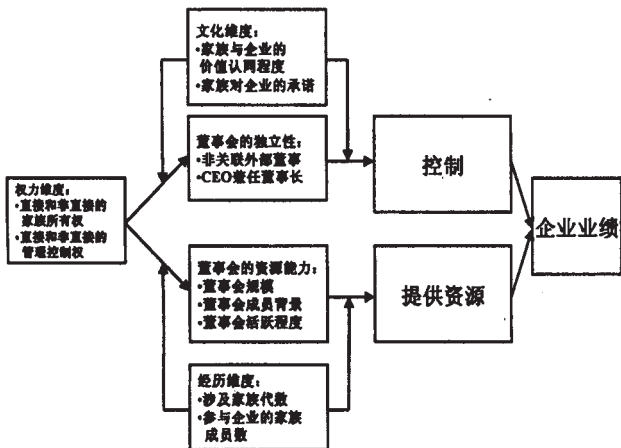 文化维度：
•家族与企业的
价值认同程度
•家族对企业的承诺
董事会的独立性：
•非关联外部董事
•CEO兼任董事长
控制
权力维度：
•直接和非直接的
家族所有权
•直接和非直接的
管理控制权
企业业绩
董事会的资源能力：
•董事会规模
•董事会成员背景
•董事会活跃程度
提供资源
经历维度：
•涉及家族代数
•参与企业的家族
成员数